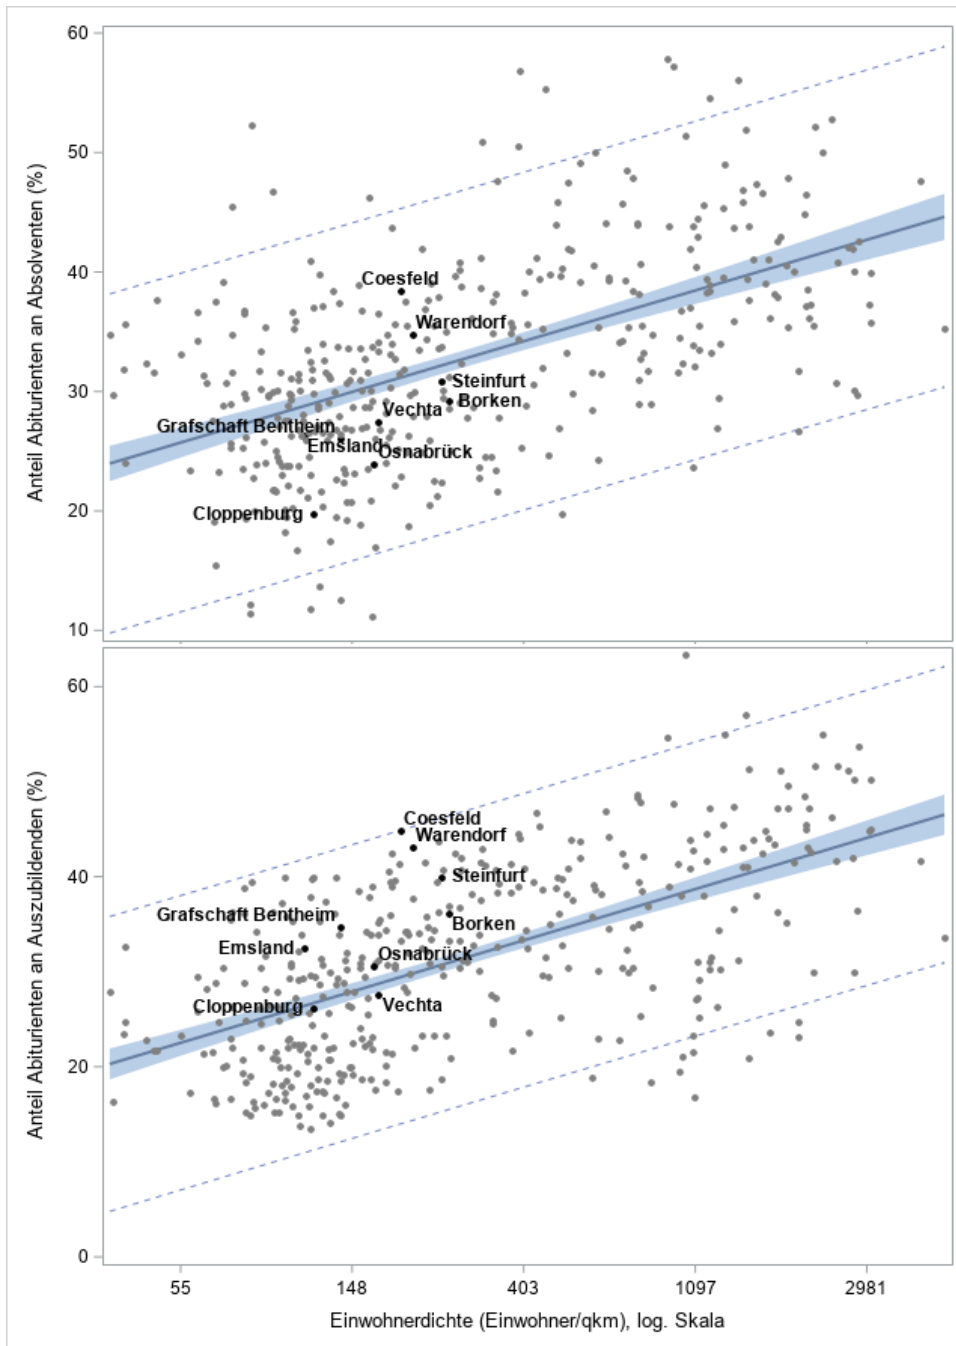 60
50
40
30
20
10
Anteil Abiturienten an Absolventen (%)
Coesfeld
Warendorf
Steinfurt
Borken
Vechta
Grafschaft Bentheim
Emsland
Osnabrück
Cloppenburg
60
40
20
0
Anteil Abiturienten an Auszubildenden (%)
Coesfeld
Warendorf
Steinfurt
Grafschaft Bentheim
Borken
Emsland
Osnabrück
Cloppenburg
Vechta
55 148 403 1097 2981
Einwohnerdichte (Einwohner/qkm), log. Skala